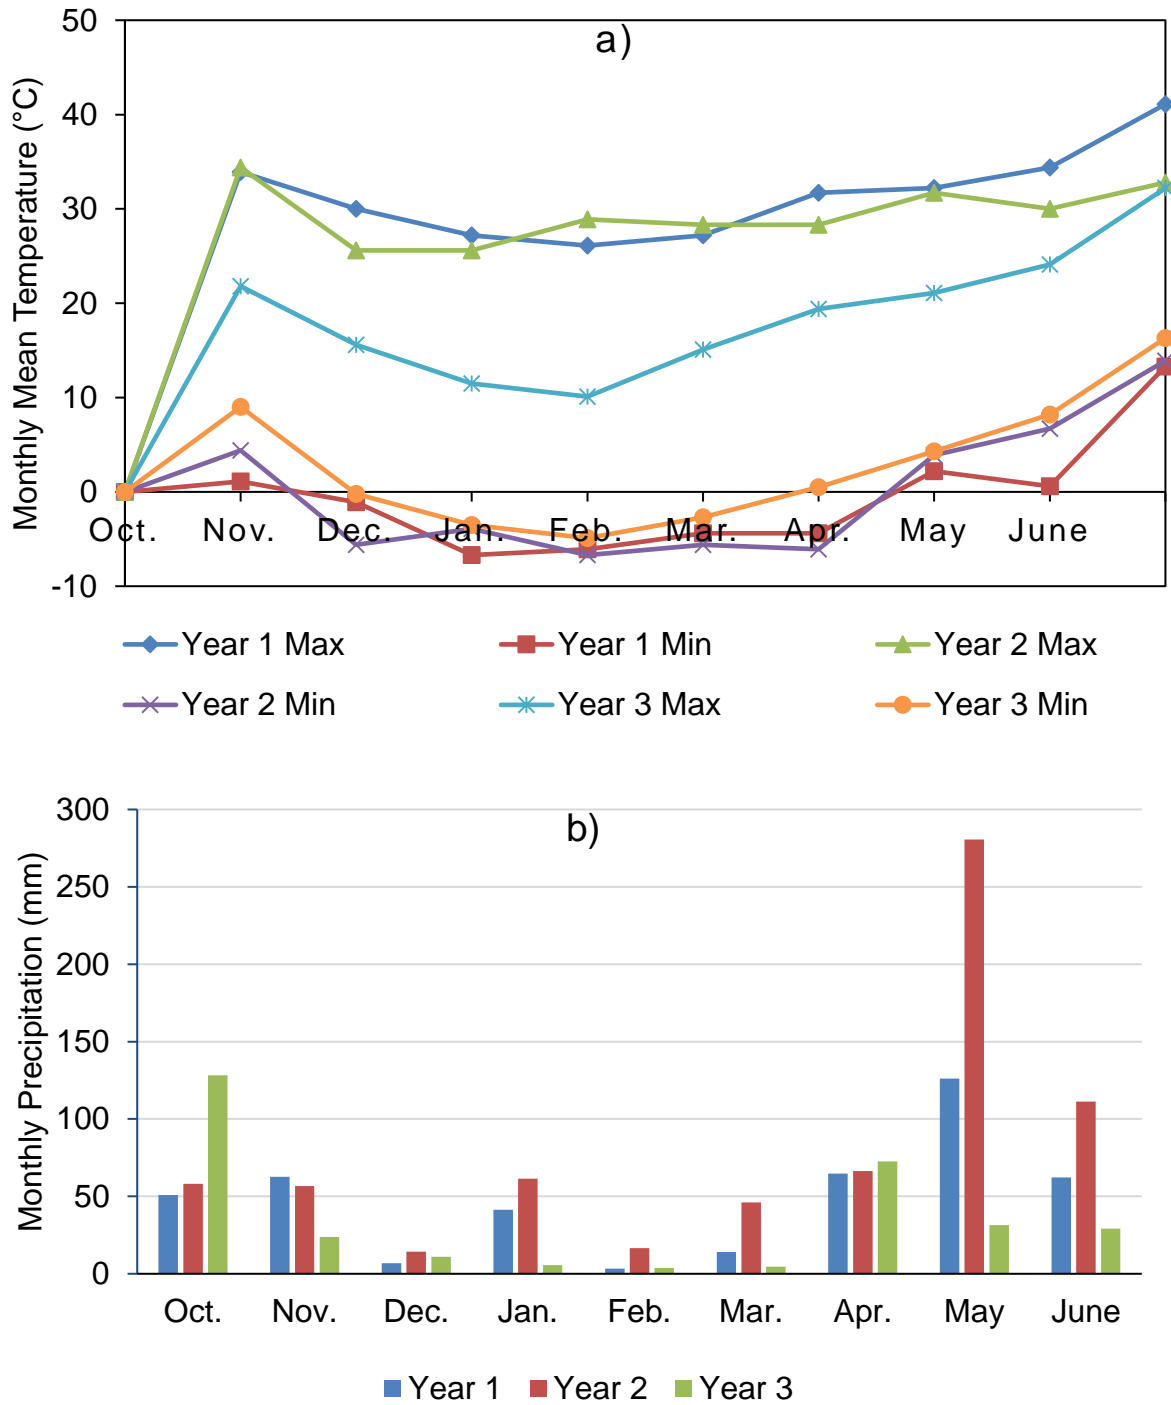 a)
Monthly Mean Temperature (°C)
50
40
30
20
10
0
-10
Oct. Nov. Dec. Jan. Feb. Mar. Apr. May June
Year 1 Max Year 1 Min Year 2 Max
Year 2 Min Year 3 Max Year 3 Min
b)
Monthly Precipitation (mm)
300
250
200
150
100
50
0
Oct. Nov. Dec. Jan. Feb. Mar. Apr. May June
Year 1 Year 2 Year 3